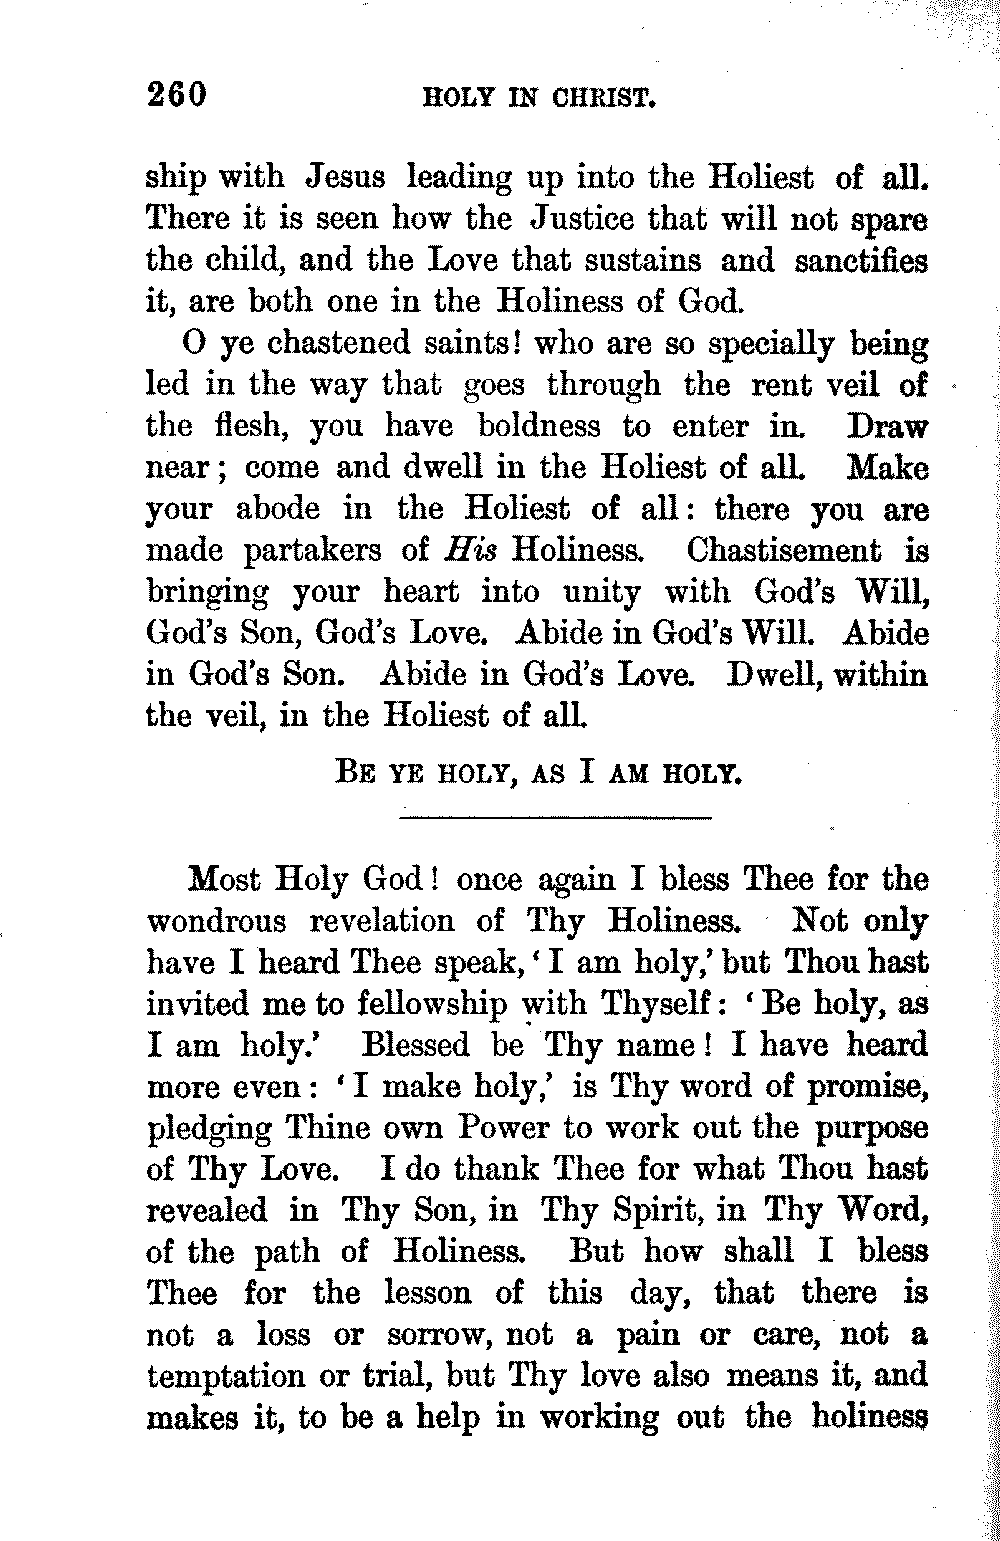 260 HOLY IN CHRIST.
ship with Jesus leading up into the Holiest of all.
There it is seen how the Justice that will not spare
the child, and the Love that sustains and sanctifies
it, are both one in the Holiness of God.
O ye chastened saints! who are so specially being
led in the way that goes through the rent veil of
the flesh, you have boldness to enter in. Draw
near; come and dwell in the Holiest of all. Make
your abode in the Holiest of all: there you are
made partakers of His Holiness. Chastisement is
bringing your heart into unity with God's Will,
God's Son, God's Love. Abide in God's Will. Abide
in God's Son. Abide in God's Love. Dwell, within
the veil, in the Holiest of all.
BE YE HOLY, AS I AM HOLY.
Most Holy God! once again I bless Thee for the
wondrous revelation of Thy Holiness. Not only
have I heard Thee speak, ‘I am holy,’ but Thou hast
invited me to fellowship with Thyself: ‘Be holy, as
I am holy.’ Blessed be Thy name! I have heard
more even: ‘I make holy,’ is Thy word of promise,
pledging Thine own Power to work out the purpose
of Thy Love. I do thank Thee for what Thou hast
revealed in Thy Son, in Thy Spirit, in Thy Word,
of the path of Holiness. But how shall I bless
Thee for the lesson of this day, that there is
not a loss or sorrow, not a pain or care, not a
temptation or trial, but Thy love also means it, and
makes it, to be a help in working out the holiness